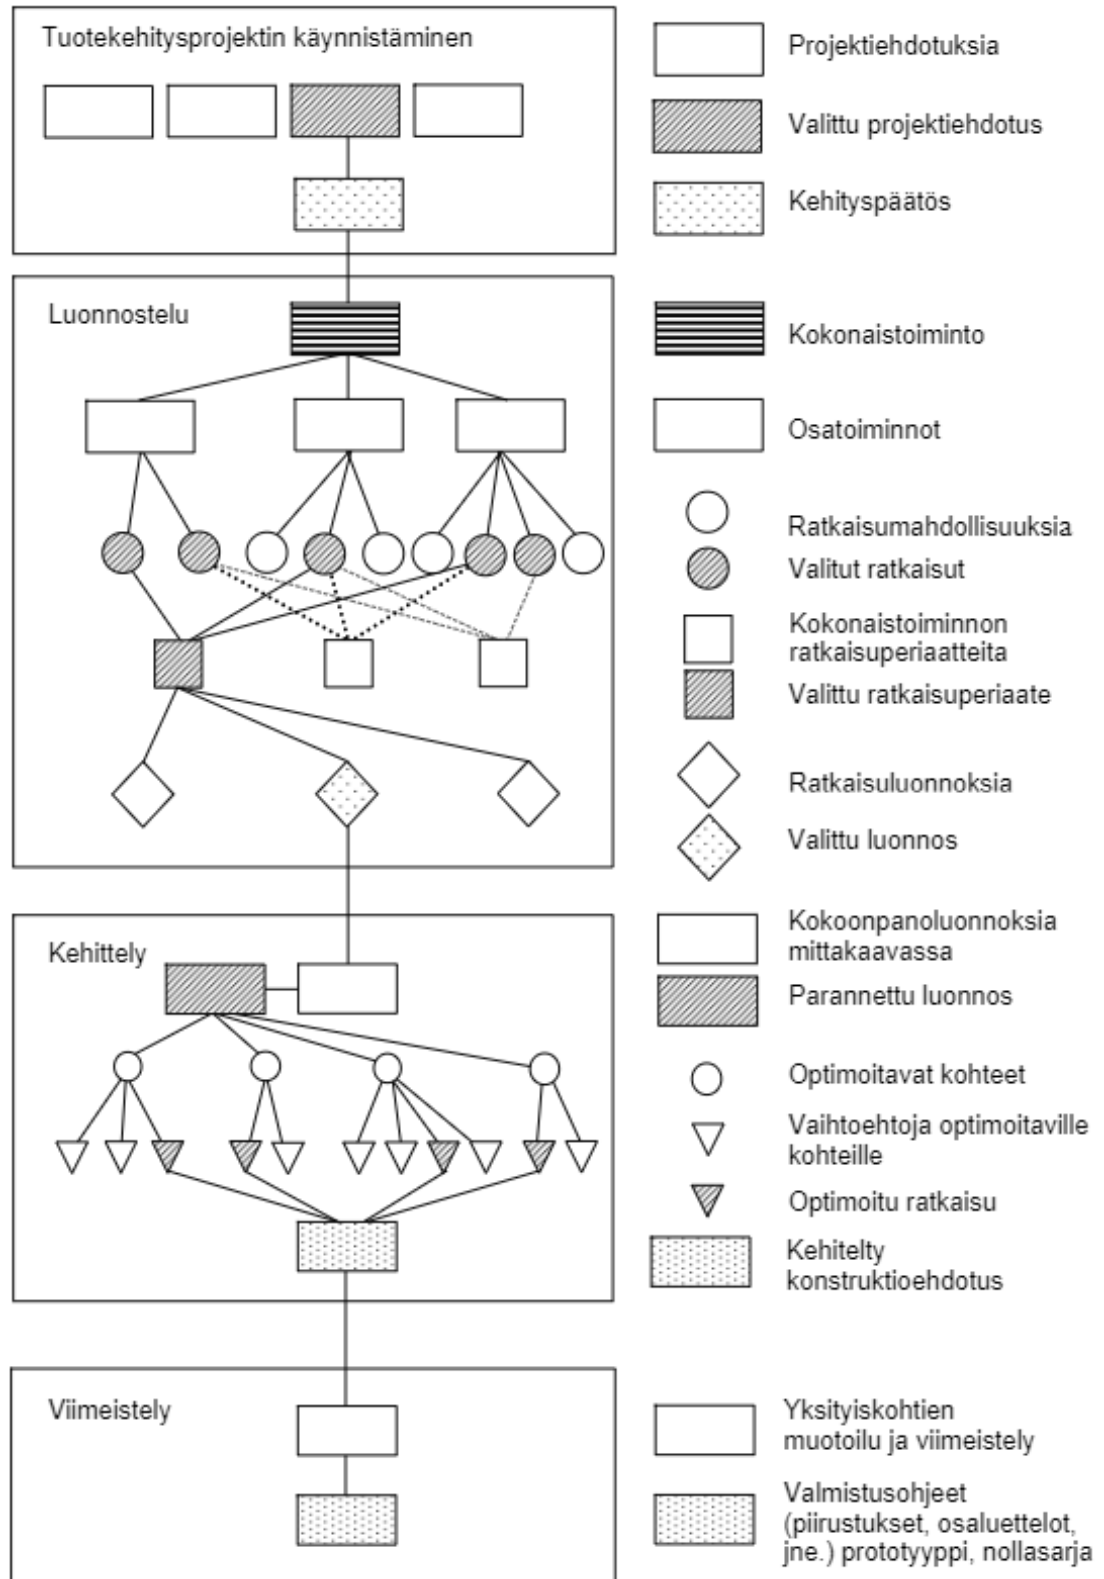 Tuotekehitysprojektin käynnistäminen
Projektiehdotuksia
Valittu projektiehdotus
Kehityspäätös
Luonnostelu
Kokonaistoiminto
Osatoiminnot
Ratkaisumahdollisuuksia
Valitut ratkaisut
Kokonaistoiminnon
ratkaisuperiaatteita
Valittu ratkaisuperiaate
Ratkaisuluonnoksia
Valittu luonnos
Kehittely
Kokoonpanoluonnoksia
mittakaavassa
Parannettu luonnos
Optimoitavat kohteet
Vaihtoehtoja optimoitaville
kohteille
Optimoitu ratkaisu
Kehitelty
konstruktioehdotus
Viimeistely
Yksityiskohtien
muotoilu ja viimeistely
Valmistusohjeet
(piirustukset, osaluettelot,
jne.) prototyyppi, nollasarja